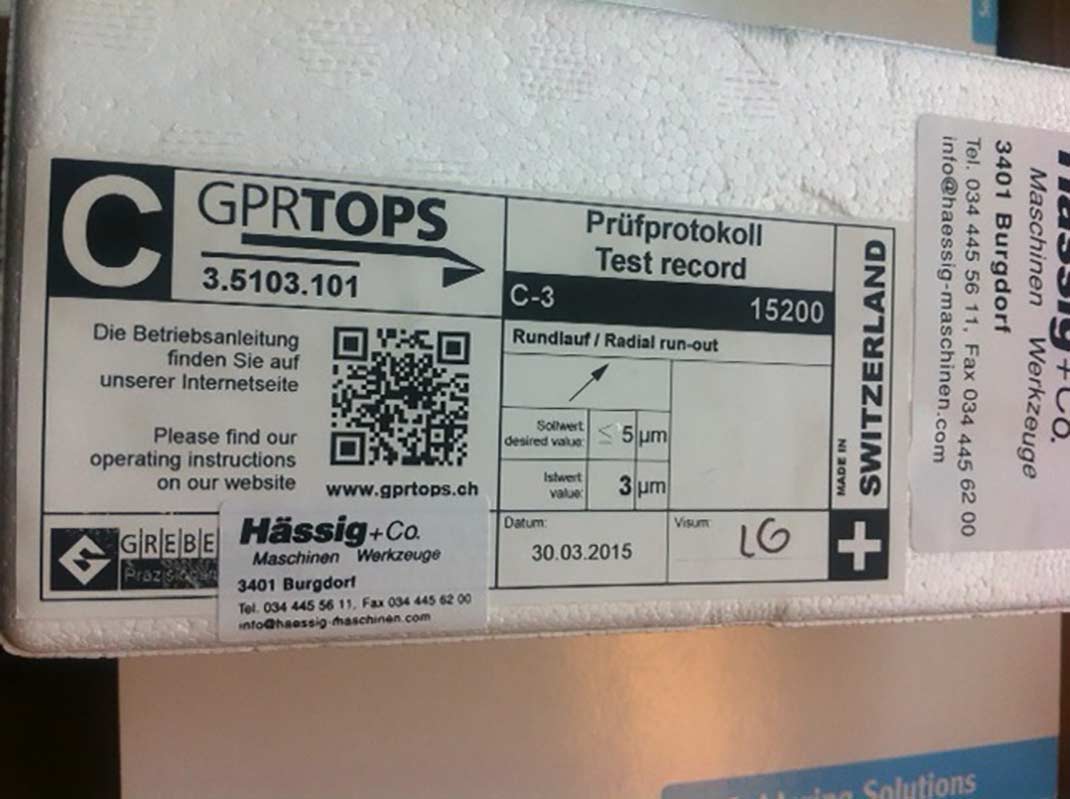 C
GPRTOPS
3.5103.101
Die Betriebsanleitung
finden Sie auf
unserer Internetseite
Please find our
operating instructions
on our website
www.gprtops.ch
GREBE
Hässig+Co.
Maschinen Werkzeuge
3401 Burgdorf
Tel. 034 445 56 11, Fax 034 445 62 00
info@haessig-maschinen.com
Prüfprotokoll
Test record
C-3 15200
Rundlauf / Radial run-out
Sollwert
desired value: ≤ 5 µm
Istwert
value: 3 µm
Datum:
30.03.2015
Visum:
LG
MADE IN
SWITZERLAND
Hässig+Co.
Maschinen Werkzeuge
3401 Burgdorf
Tel. 034 445 56 11, Fax 034 445 62 00
info@haessig-maschinen.com
Solutions